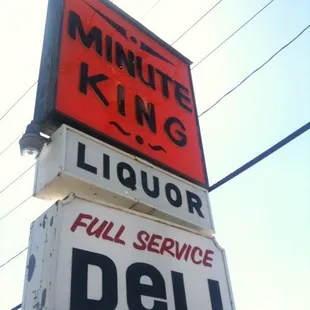 MINUTE
KING
LIQUOR
FULL SERVICE
DELI